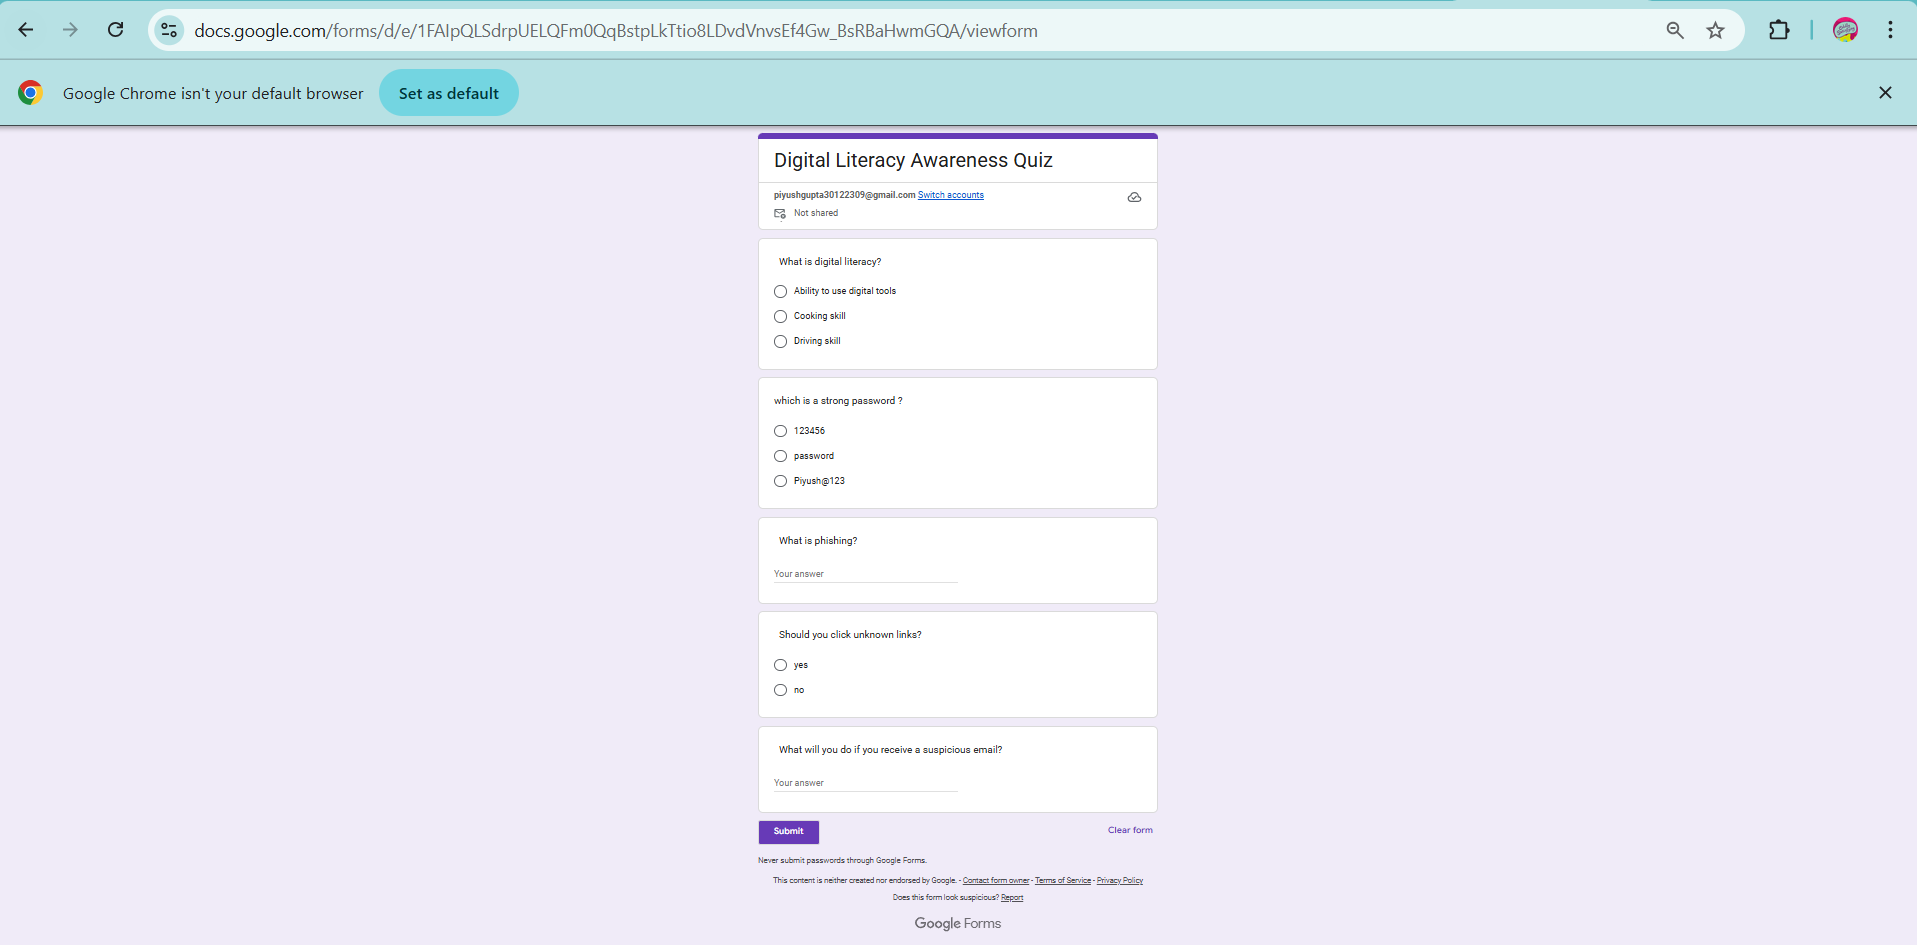 docs.google.com/forms/d/e/1FAIpQLSdrpUELQFm0QqBstpLkTtio8LDvdVnvsEf4Gw_BsRBaHwmGQA/viewform
Google Chrome isn't your default browser Set as default
Digital Literacy Awareness Quiz
piyushgupta30122309@gmail.com Switch accounts
Not shared
What is digital literacy?
Ability to use digital tools
Cooking skill
Driving skill
which is a strong password ?
123456
password
Piyush@123
What is phishing?
Your answer
Should you click unknown links?
yes
no
What will you do if you receive a suspicious email?
Your answer
Submit Clear form
Never submit passwords through Google Forms.
This content is neither created nor endorsed by Google. - Contact form owner - Terms of Service - Privacy Policy
Does this form look suspicious? Report
Google Forms